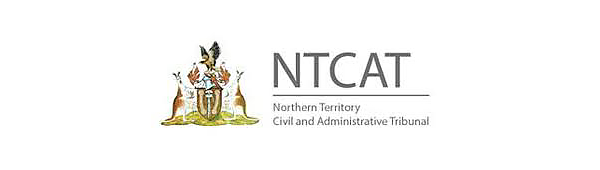 NTCAT
Northern Territory
Civil and Administrative Tribunal